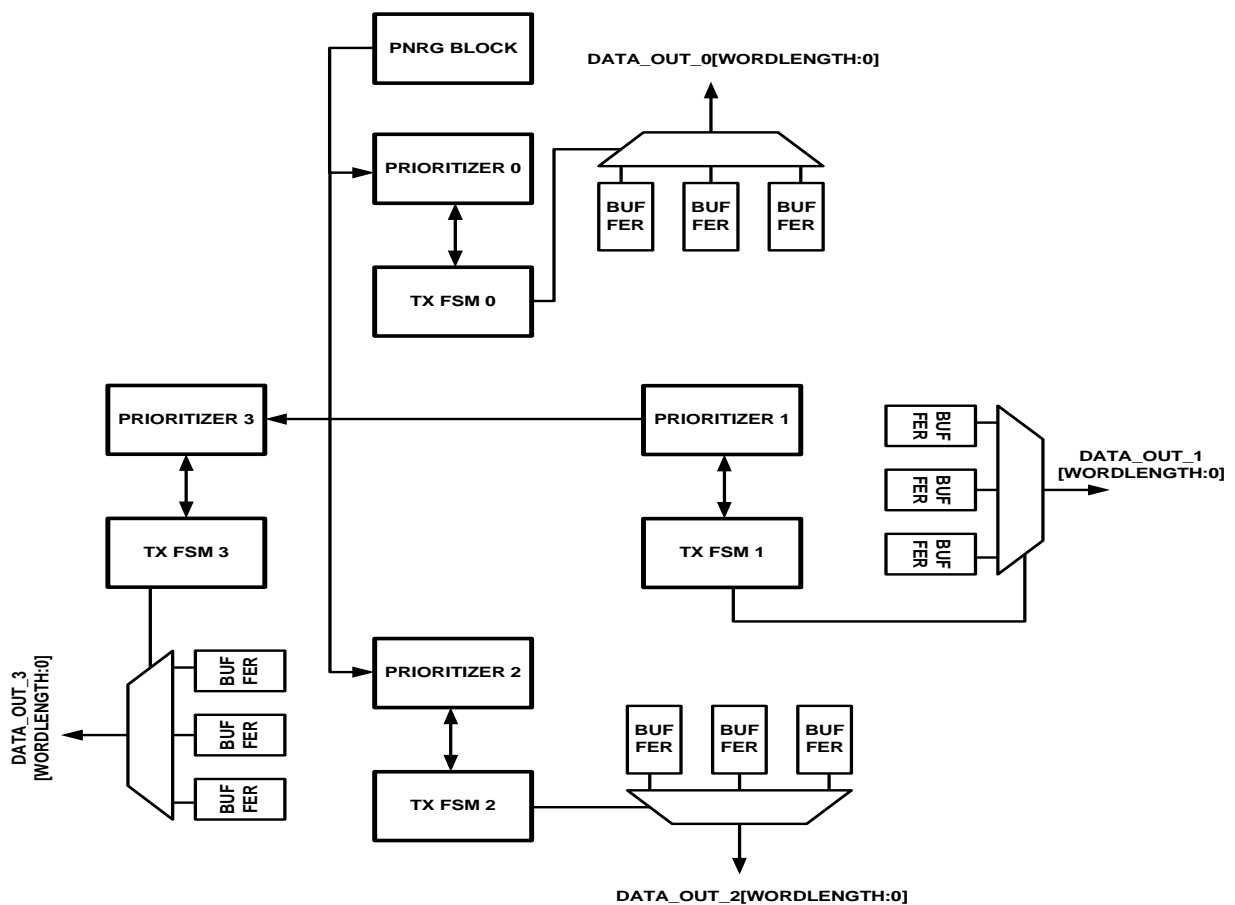 PNRG BLOCK
DATA_OUT_0[WORDLENGTH:0]
PRIORITIZER 0
BUF
FER
BUF
FER
BUF
FER
TX FSM 0
PRIORITIZER 3
PRIORITIZER 1
BUF
FER
BUF
FER
BUF
FER
DATA_OUT_1
[WORDLENGTH:0]
TX FSM 3
TX FSM 1
PRIORITIZER 2
BUF
FER
BUF
FER
BUF
FER
DATA_OUT_3
[WORDLENGTH:0]
BUF
FER
BUF
FER
BUF
FER
TX FSM 2
DATA_OUT_2[WORDLENGTH:0]